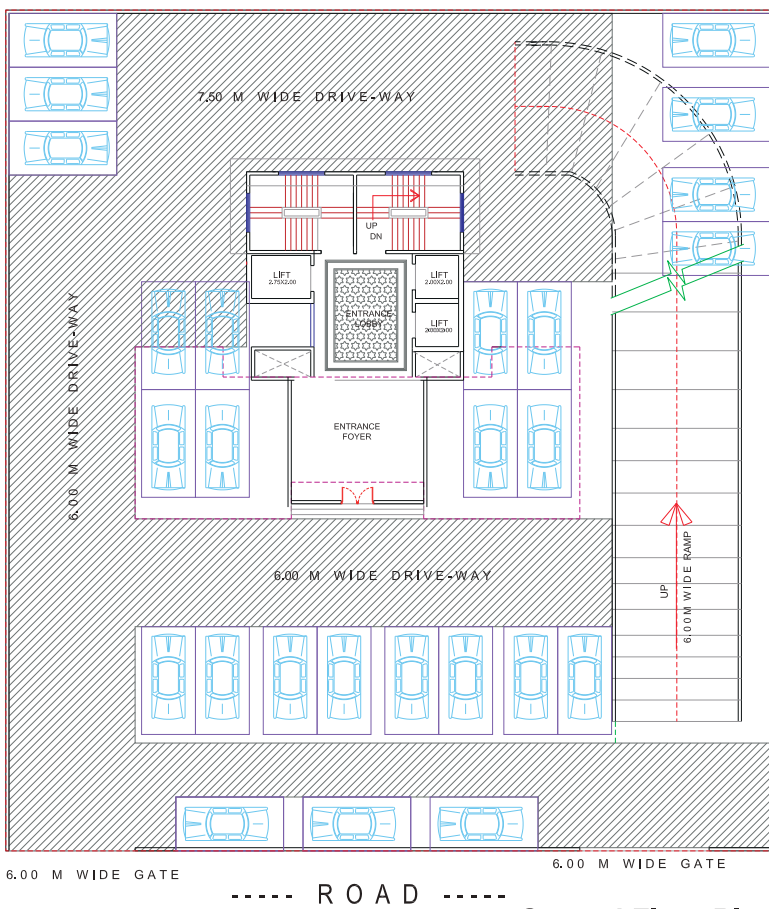 7.50 M WIDE DRIVE-WAY
UP
DN
LIFT
2.75X2.00
LIFT
2.00X2.00
ENTRANCE
LOBBY
LIFT
6.00 M WIDE DRIVE-WAY
ENTRANCE
FOYER
6.00 M WIDE DRIVE-WAY
UP
6.00M WIDE RAMP
6.00 M WIDE GATE
6.00 M WIDE GATE
----- ROAD -----